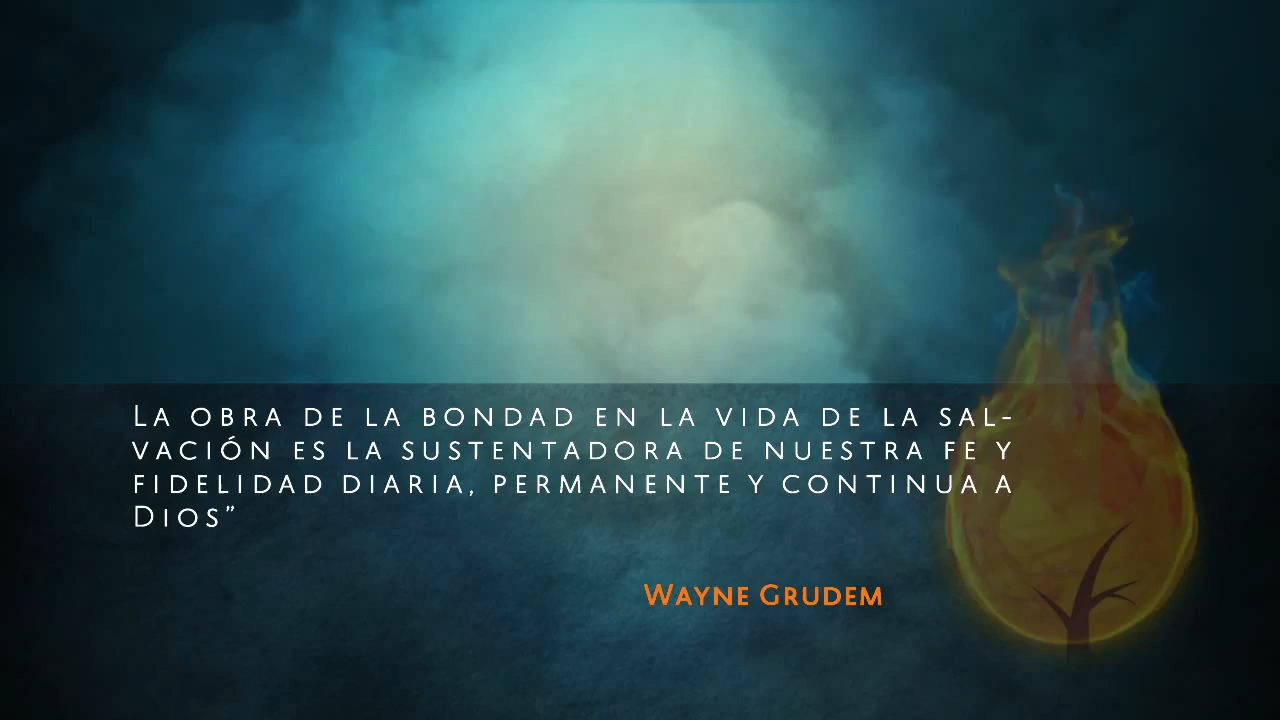 La obra de la bondad en la vida de la sal-
vación es la sustentadora de nuestra fe y
fidelidad diaria, permanente y continua a
Dios”
Wayne Grudem